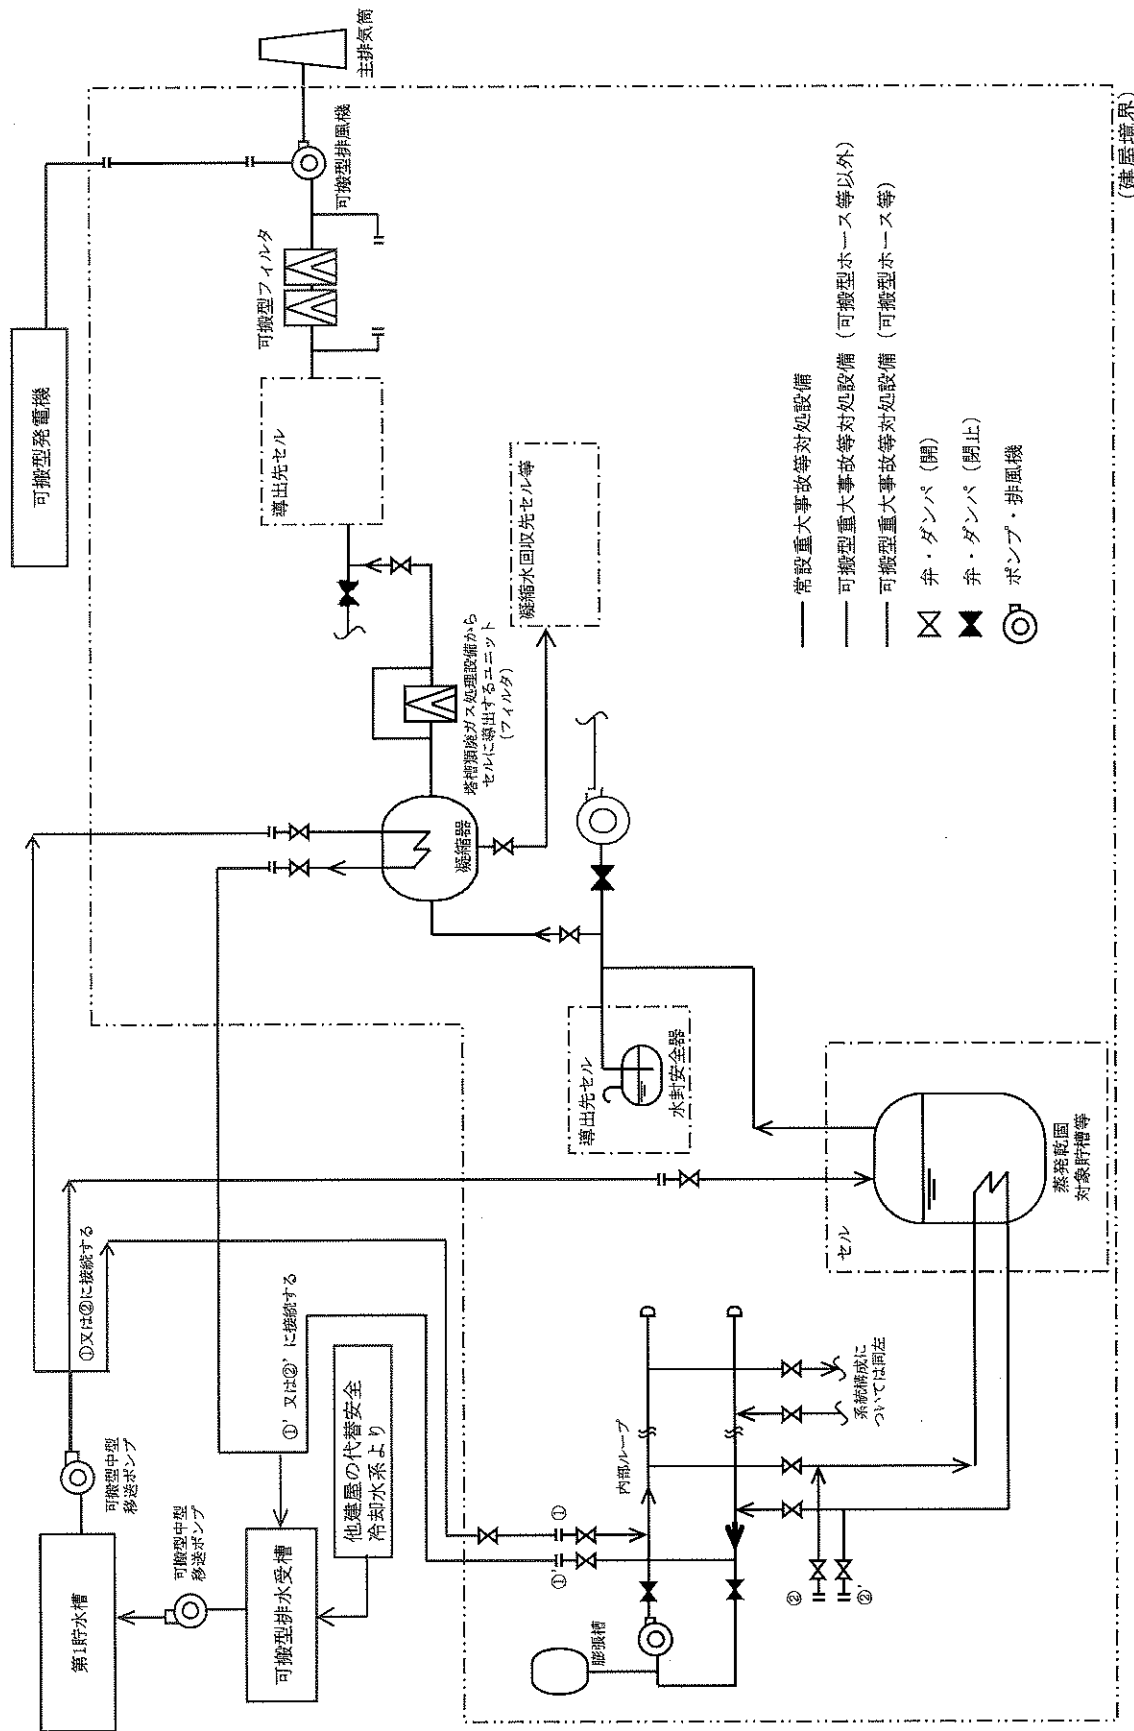 第1貯水槽
可搬型中型
移送ポンプ
可搬型中型
移送ポンプ
可搬型排水受槽
他建屋の代替安全
冷却水系より
①又は②に接続する
①’又は②’に接続する
可搬型発電機
主排気筒
可搬型排風機
可搬型フィルタ
導出先セル
凝縮水回収先セル等
塔槽類廃ガス処理設備から
セルに導出するユニット
(フィルタ)
凝縮器
導出先セル
水封安全器
セル
蒸発乾固
対象貯槽等
膨張槽
内部ループ
①
①’
②
②’
系統構成に
ついては同左
常設重大事故等対処設備
可搬型重大事故等対処設備(可搬型ホース等以外)
可搬型重大事故等対処設備(可搬型ホース等)
弁・ダンパ(開)
弁・ダンパ(閉止)
ポンプ・排風機
(建屋境界)